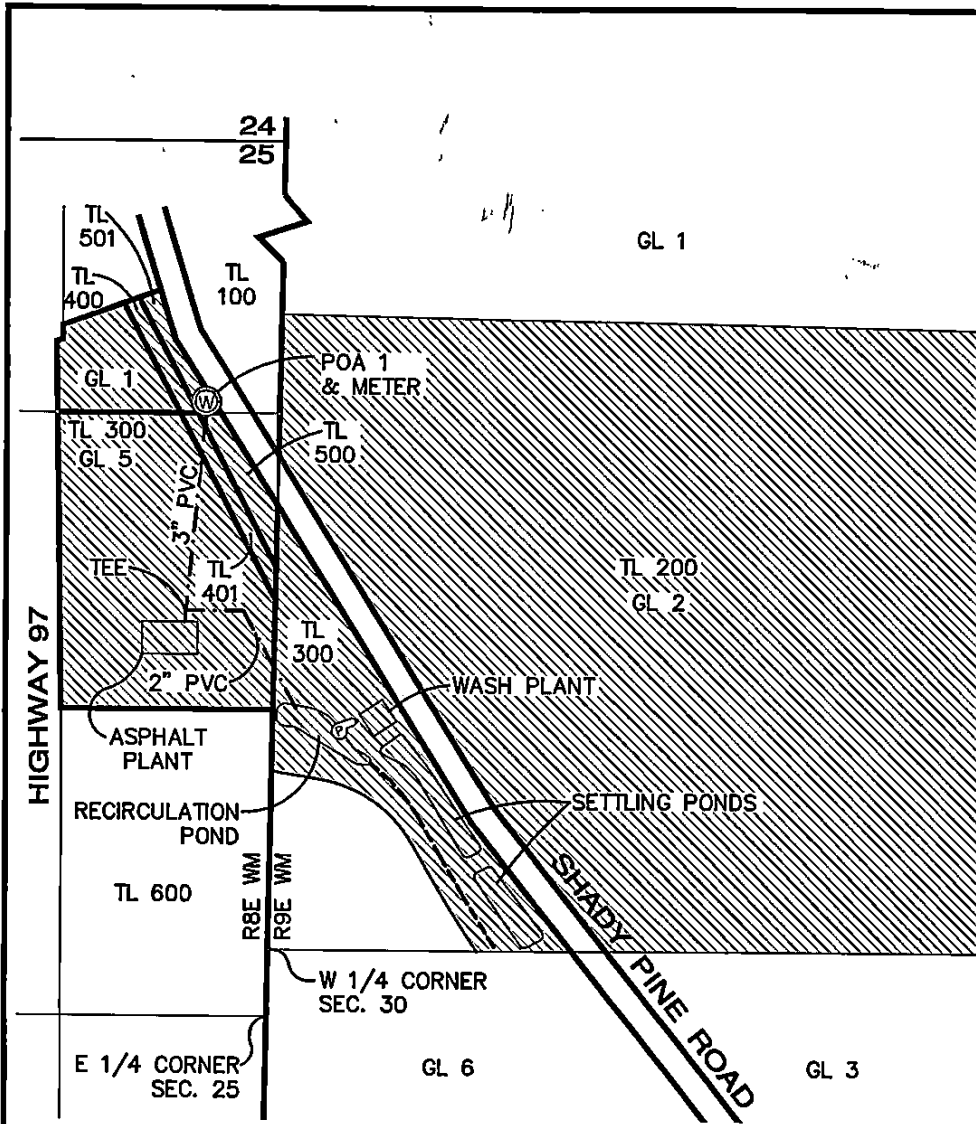 24
25
GL 1
TL
501
TL
400
TL
100
GL 1
POA 1
& METER
W
TL 300
GL 5
TL
500
3" PVC
TEE
TL
401
TL 200
GL 2
HIGHWAY 97
TL
300
2" PVC
WASH PLANT
P
ASPHALT
PLANT
RECIRCULATION
POND
SETTLING PONDS
TL 600
R8E WM
R9E WM
SHADY PINE ROAD
W 1/4 CORNER
SEC. 30
E 1/4 CORNER
SEC. 25
GL 6
GL 3